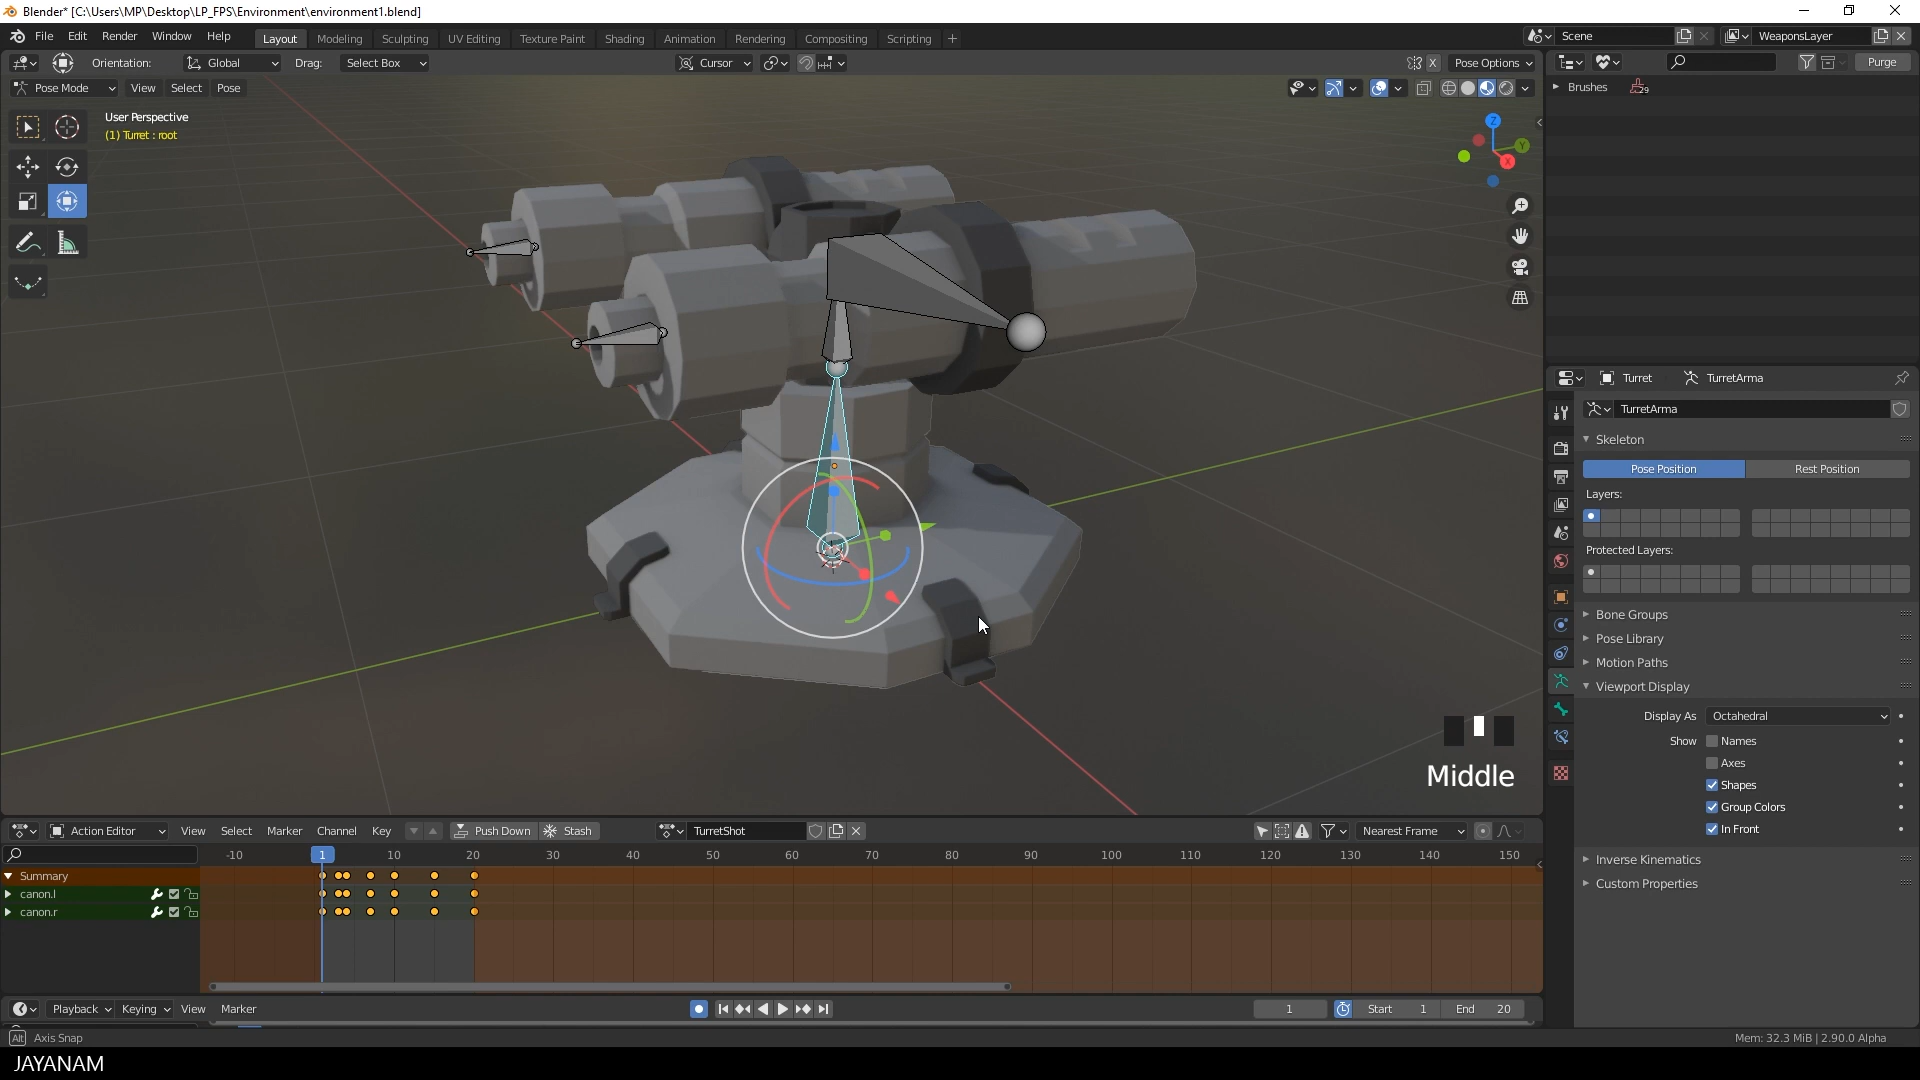 Blender* [C:\Users\MP\Desktop\LP_FPS\Environment\environment1.blend]
File Edit Render Window Help Layout Modeling Sculpting UV Editing Texture Paint Shading Animation Rendering Compositing Scripting + Scene WeaponsLayer
Orientation: Global Drag: Select Box Cursor X Pose Options Purge
Pose Mode View Select Pose
Brushes 29
User Perspective
(1) Turret : root
Z
Y
X
Turret TurretArma
TurretArma
Skeleton
Pose Position Rest Position
Layers:
Protected Layers:
Bone Groups
Pose Library
Motion Paths
Viewport Display
Display As Octahedral
Show Names
Axes
Shapes
Group Colors
In Front
Inverse Kinematics
Custom Properties
Middle
Action Editor View Select Marker Channel Key Push Down Stash TurretShot Nearest Frame
-10 1 10 20 30 40 50 60 70 80 90 100 110 120 130 140 150
Summary
canon.l
canon.r
Playback Keying View Marker 1 Start 1 End 20
Alt Axis Snap Mem: 32.3 MiB | 2.90.0 Alpha
JAYANAM